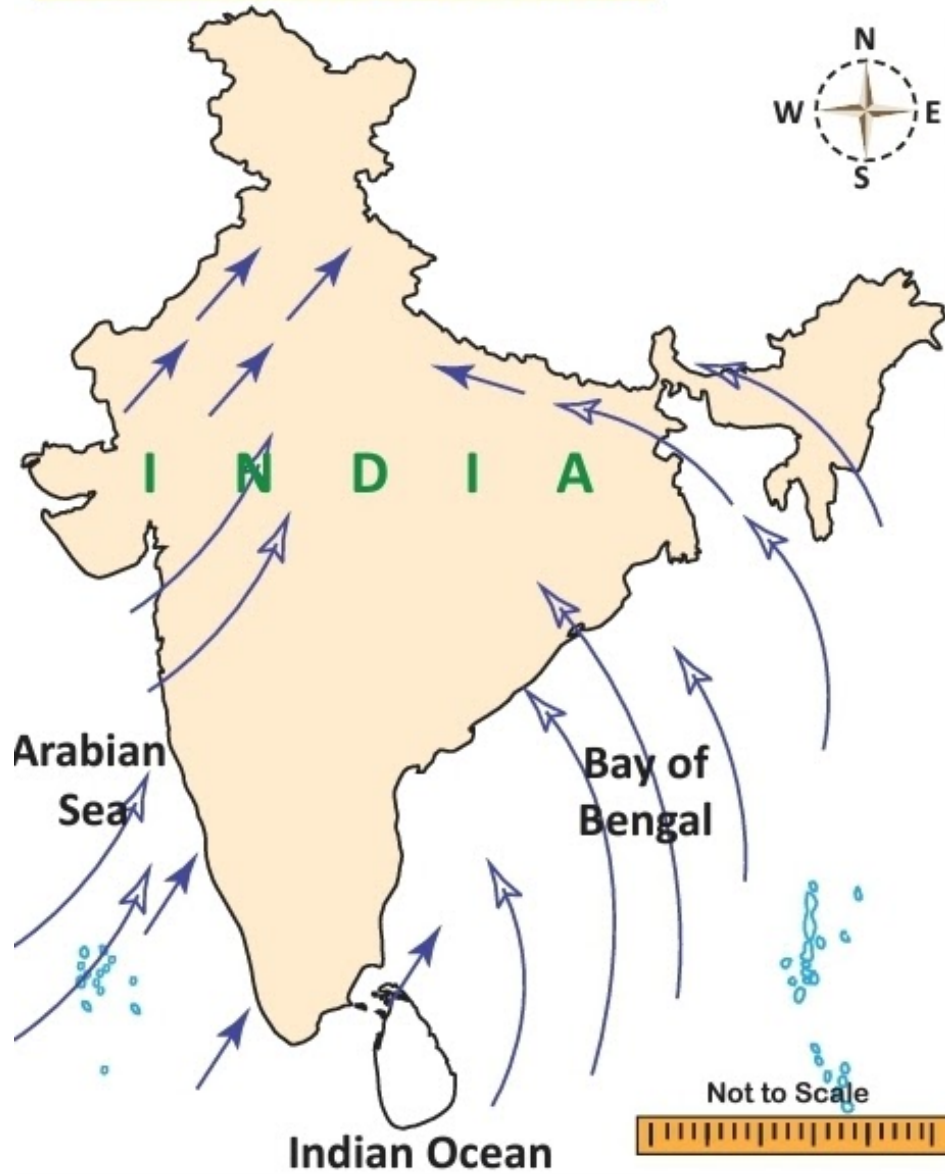 N
W E
S
I N D I A
Arabian
Sea
Bay of
Bengal
Not to Scale
Indian Ocean